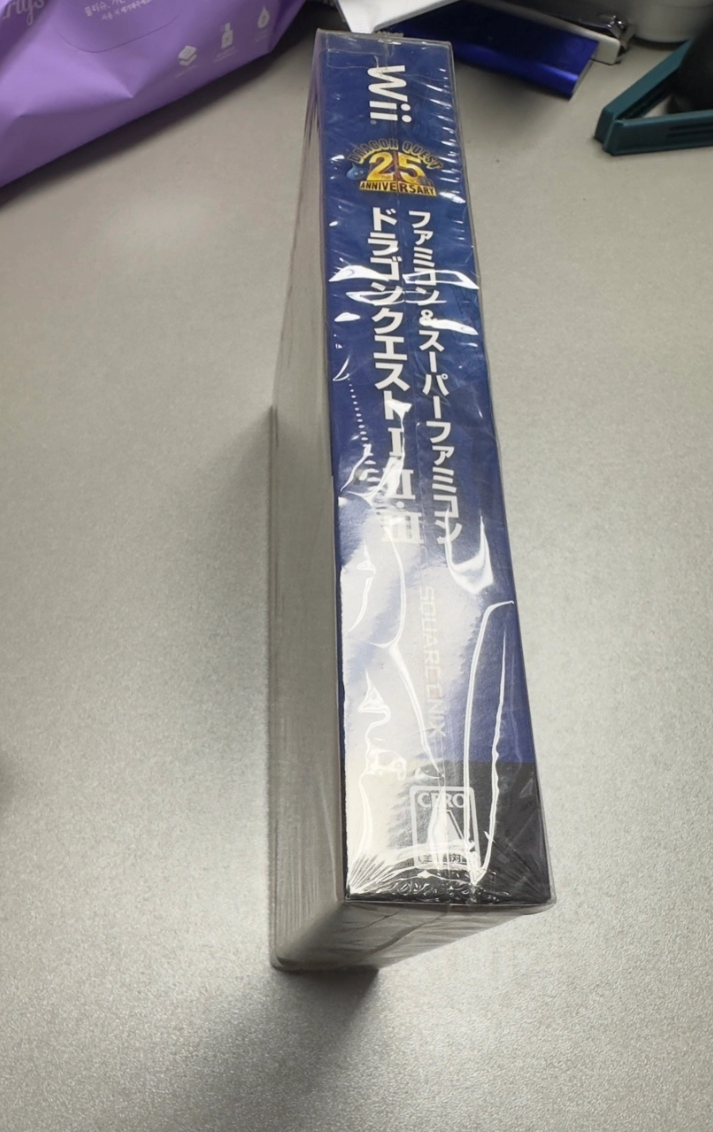 Wii
DRAGON QUEST
25
ANNIVERSARY
ファミコン&スーパーファミコン
ドラゴンクエストI・II・III
SQUARE ENIX
CERO
A